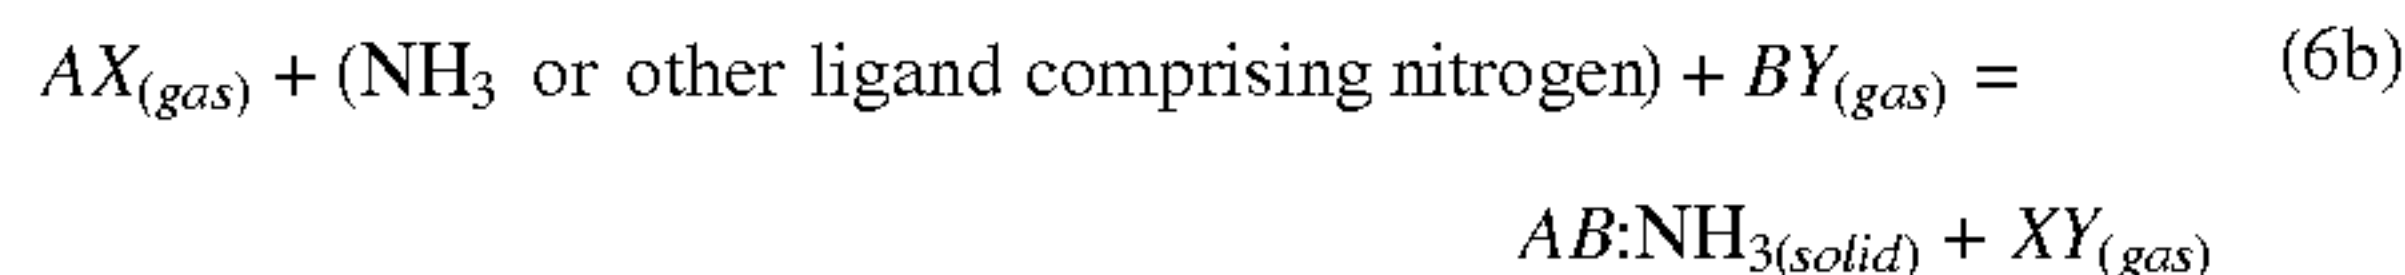 AX(gas) + (NH3 or other ligand comprising nitrogen) + BY(gas) = (6b)
AB:NH3(solid) + XY(gas)